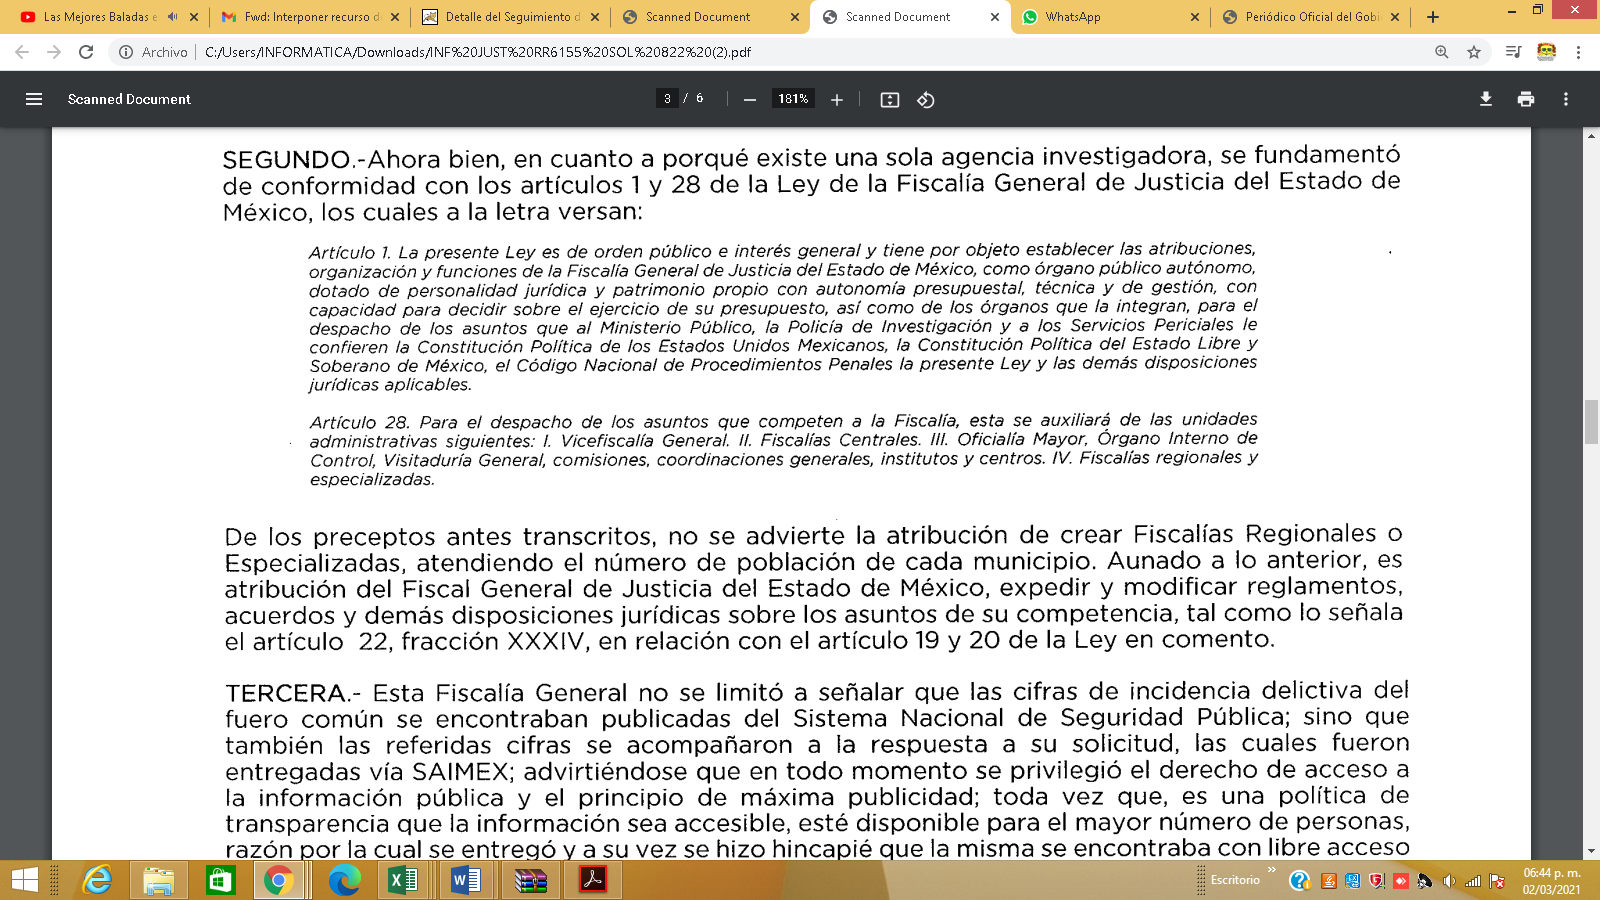 Las Mejores Baladas e
Fwd: Interponer recurso d
Detalle del Seguimiento d
Scanned Document
Scanned Document
WhatsApp
Periódico Oficial del Gobi
Archivo
C:/Users/INFORMATICA/Downloads/INF%20JUST%20RR6155%20SOL%20822%20(2).pdf
Scanned Document
3 / 6
181%
SEGUNDO.-Ahora bien, en cuanto a porqué existe una sola agencia investigadora, se fundamentó
de conformidad con los artículos 1 y 28 de la Ley de la Fiscalía General de Justicia del Estado de
México, los cuales a la letra versan:
Artículo 1. La presente Ley es de orden público e interés general y tiene por objeto establecer las atribuciones,
organización y funciones de la Fiscalía General de Justicia del Estado de México, como órgano público autónomo,
dotado de personalidad jurídica y patrimonio propio con autonomía presupuestal, técnica y de gestión, con
capacidad para decidir sobre el ejercicio de su presupuesto, así como de los órganos que la integran, para el
despacho de los asuntos que al Ministerio Público, la Policía de Investigación y a los Servicios Periciales le
confieren la Constitución Política de los Estados Unidos Mexicanos, la Constitución Política del Estado Libre y
Soberano de México, el Código Nacional de Procedimientos Penales la presente Ley y las demás disposiciones
jurídicas aplicables.
Artículo 28. Para el despacho de los asuntos que competen a la Fiscalía, esta se auxiliará de las unidades
administrativas siguientes: I. Vicefiscalía General. II. Fiscalías Centrales. III. Oficialía Mayor, Órgano Interno de
Control, Visitaduría General, comisiones, coordinaciones generales, institutos y centros. IV. Fiscalías regionales y
especializadas.
De los preceptos antes transcritos, no se advierte la atribución de crear Fiscalías Regionales o
Especializadas, atendiendo el número de población de cada municipio. Aunado a lo anterior, es
atribución del Fiscal General de Justicia del Estado de México, expedir y modificar reglamentos,
acuerdos y demás disposiciones jurídicas sobre los asuntos de su competencia, tal como lo señala
el artículo 22, fracción XXXIV, en relación con el artículo 19 y 20 de la Ley en comento.
TERCERA.- Esta Fiscalía General no se limitó a señalar que las cifras de incidencia delictiva del
fuero común se encontraban publicadas del Sistema Nacional de Seguridad Pública; sino que
también las referidas cifras se acompañaron a la respuesta a su solicitud, las cuales fueron
entregadas vía SAIMEX; advirtiéndose que en todo momento se privilegió el derecho de acceso a
la información pública y el principio de máxima publicidad; toda vez que, es una política de
transparencia que la información sea accesible, esté disponible para el mayor número de personas,
razón por la cual se entregó y a su vez se hizo hincapié que la misma se encontraba con libre acceso
Escritorio
06:44 p. m.
02/03/2021